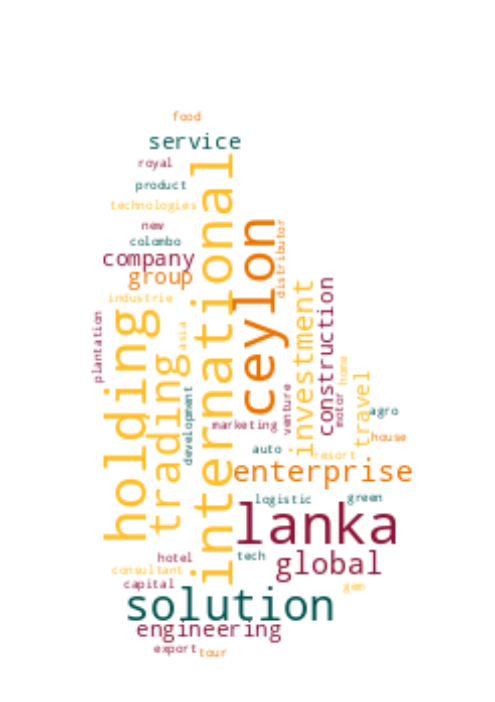 food
service
royal
product
technologies
new
colombo
company
group
industrie
international
ceylon
distributor
holding
trading
asia
plantation
development
investment
construction
venture
motor
home
travel
agro
marketing
house
auto
resort
enterprise
logistic
green
lanka
hotel
tech
global
consultant
capital
gem
solution
engineering
export
tour